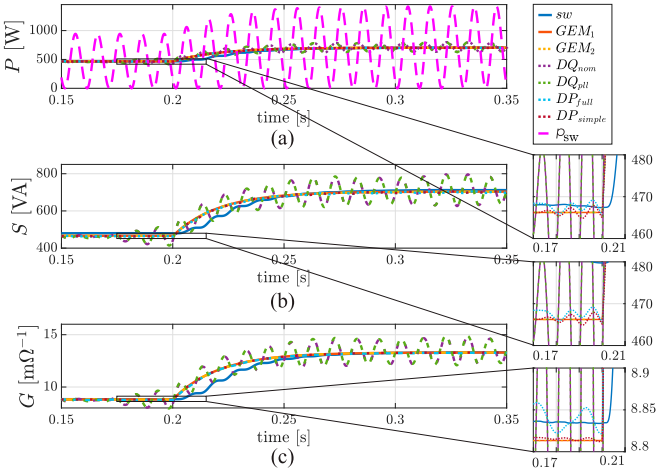 P [W]
1000
500
0
0.15
0.2
0.25
0.3
0.35
time [s]
(a)
sw
GEM₁
GEM₂
DQnom
DQpll
DPfull
DPsimple
ρsw
S [VA]
800
600
400
0.15
0.2
0.25
0.3
0.35
time [s]
(b)
G [mΩ⁻¹]
15
10
0.15
0.2
0.25
0.3
0.35
time [s]
(c)
480
470
460
0.17
0.21
480
470
460
0.17
0.21
8.9
8.85
8.8
0.17
0.21